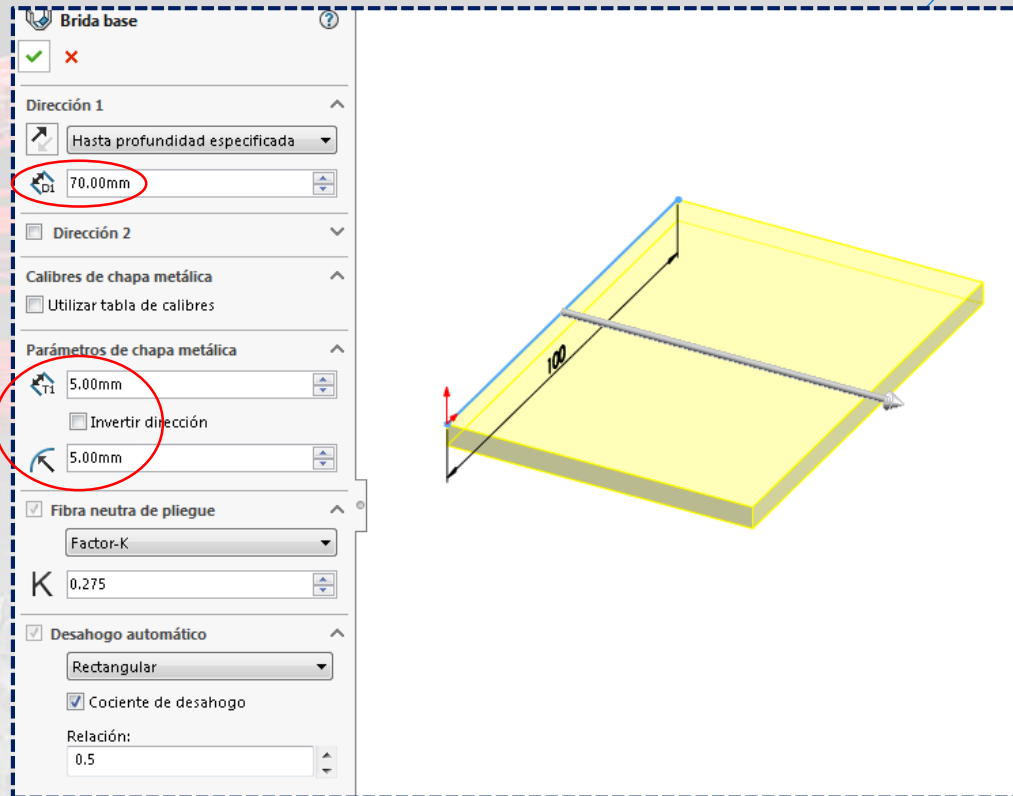 Brida base
Dirección 1
Hasta profundidad especificada
D1 70.00mm
Dirección 2
Calibres de chapa metálica
Utilizar tabla de calibres
Parámetros de chapa metálica
T1 5.00mm
Invertir dirección
5.00mm
Fibra neutra de pliegue
Factor-K
K 0.275
Desahogo automático
Rectangular
Cociente de desahogo
Relación:
0.5
100